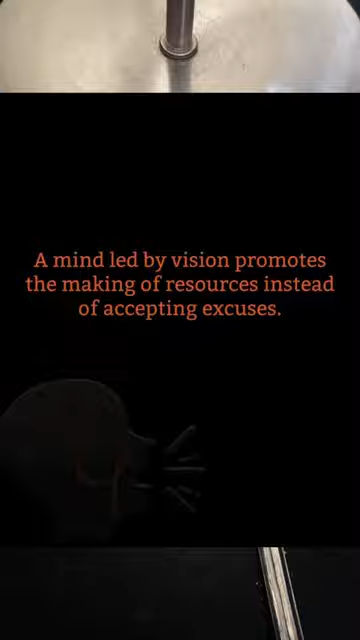 A mind led by vision promotes
the making of resources instead
of accepting excuses.